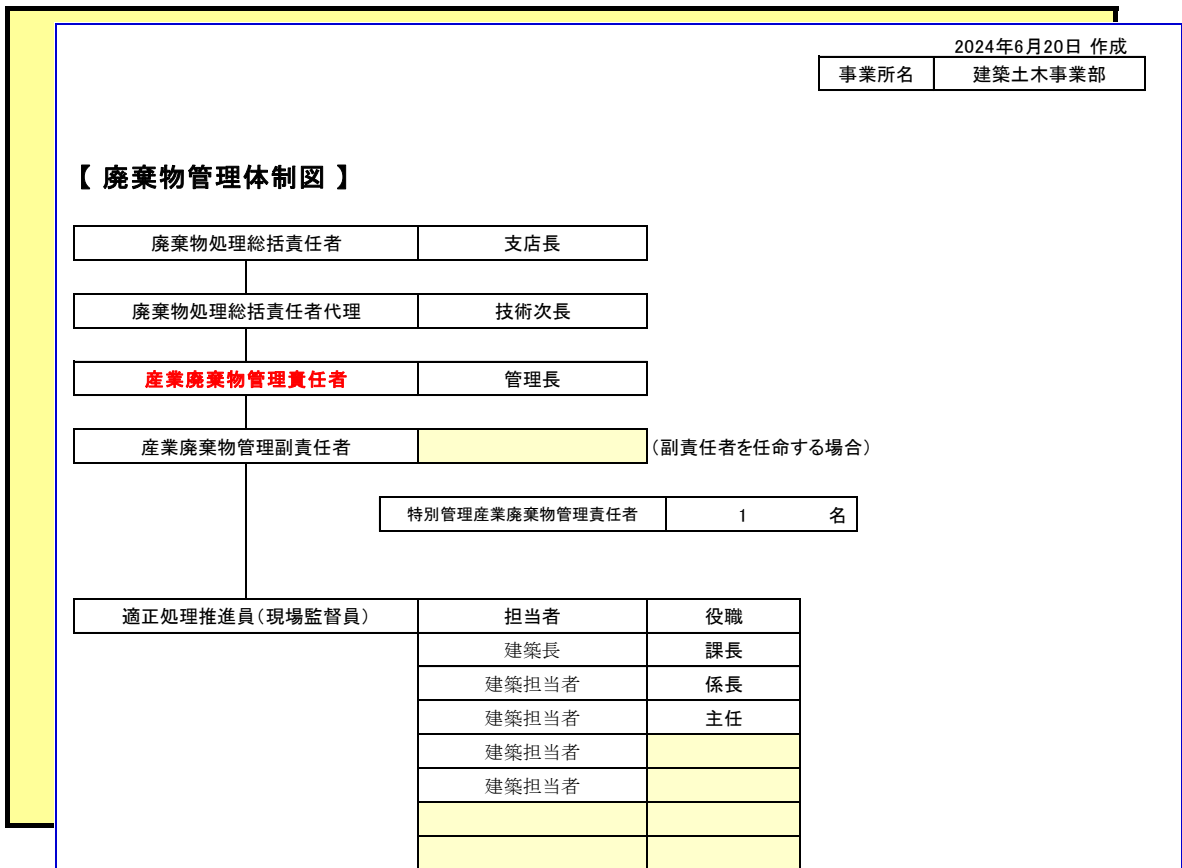 2024年6月20日 作成
事業所名 建築土木事業部
【 廃棄物管理体制図 】
廃棄物処理総括責任者 支店長
廃棄物処理総括責任者代理 技術次長
産業廃棄物管理責任者 管理長
産業廃棄物管理副責任者 (副責任者を任命する場合)
特別管理産業廃棄物管理責任者 1 名
適正処理推進員(現場監督員) 担当者 役職
建築長 課長
建築担当者 係長
建築担当者 主任
建築担当者
建築担当者